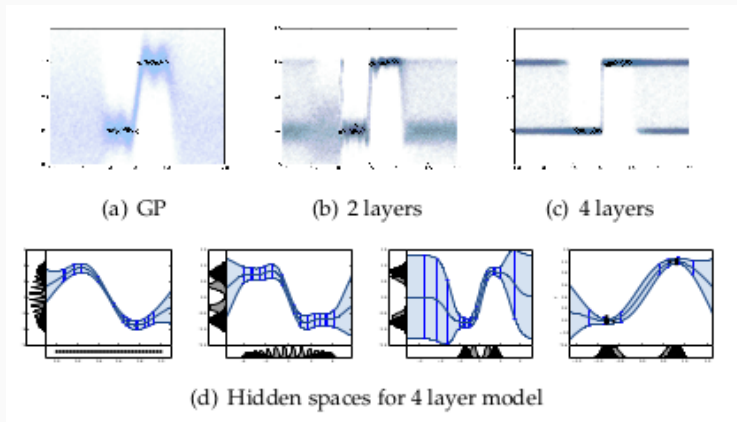 (a) GP
(b) 2 layers
(c) 4 layers
(d) Hidden spaces for 4 layer model